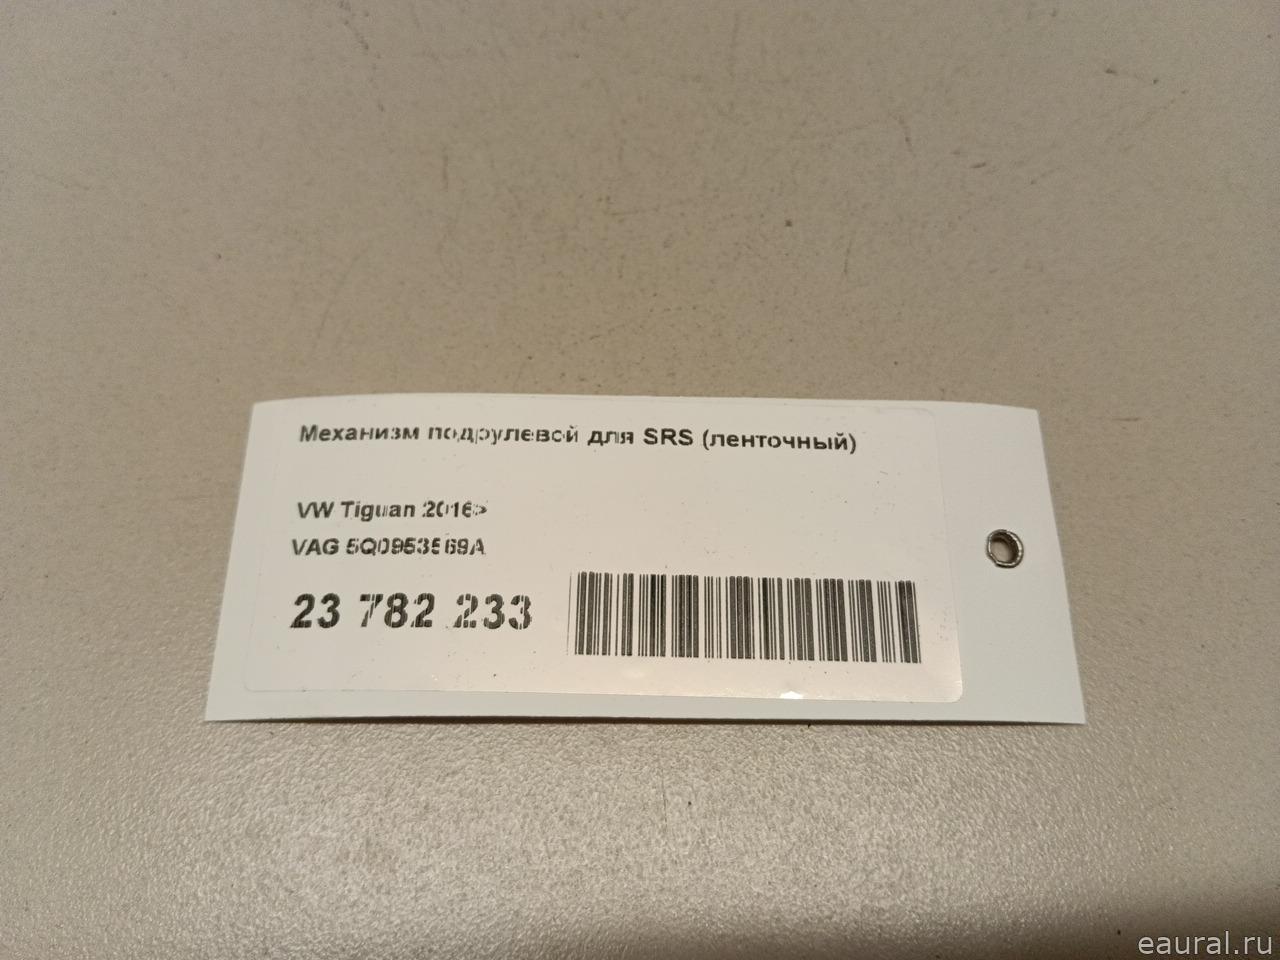 Механизм подрулевой для SRS (ленточный)
VW Tiguan 2016>
VAG 5Q0953569A
23 782 233
eaural.ru